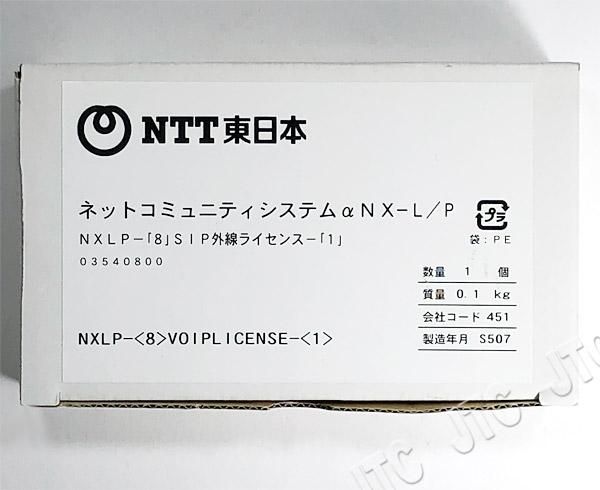 NTT東日本
ネットコミュニティシステムαNX-L/P
NXLP-「8」SIP外線ライセンス-「1」
03540800
プラ
袋:PE
数量 1 個
質量 0.1 kg
会社コード 451
製造年月 S507
NXLP-<8>VOIPLICENSE-<1>
JTC JTC JTC
JTC